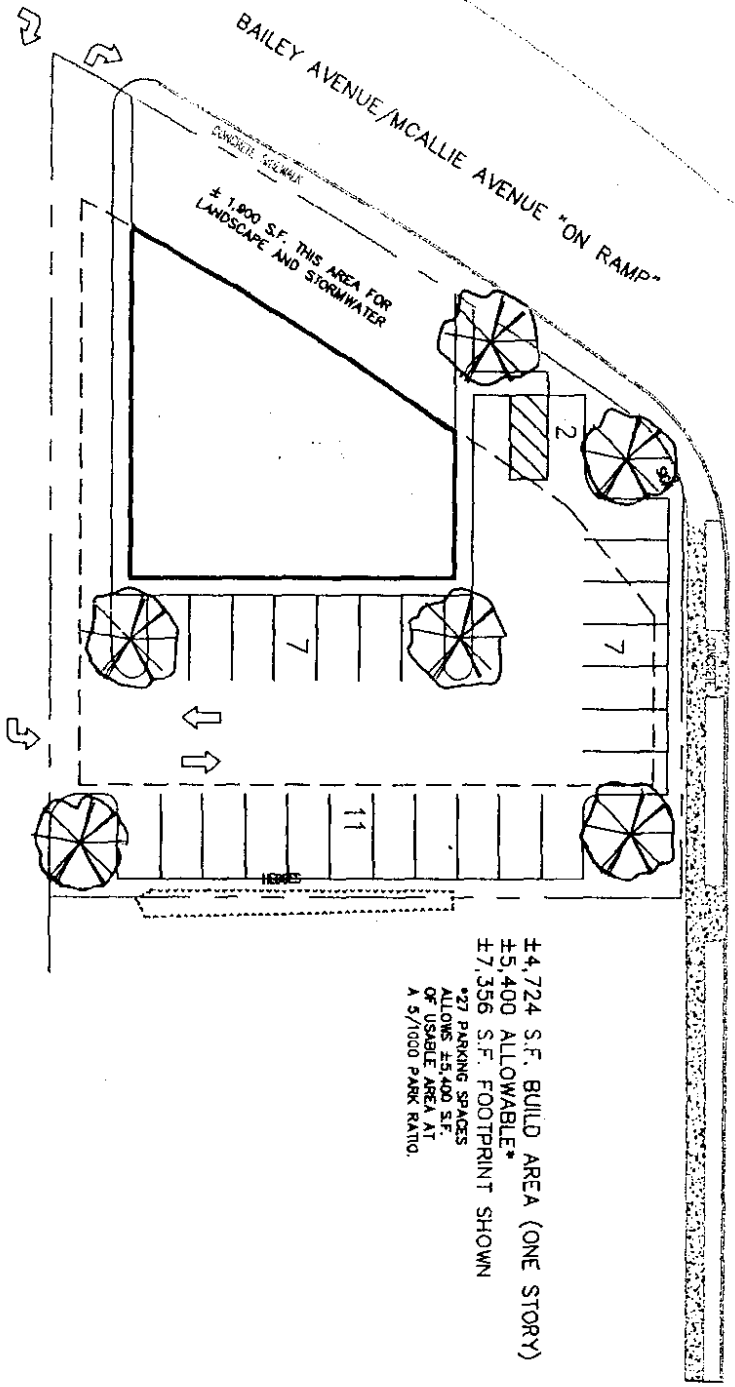 BAILEY AVENUE/MCALLIE AVENUE "ON RAMP"
CONCRETE SIDEWALK
± 1,900 S.F. THIS AREA FOR
LANDSCAPE AND STORMWATER
2
7
7
11
CONCRETE
HEDGES
±4,724 S.F. BUILD AREA (ONE STORY)
±5,400 ALLOWABLE*
±7,356 S.F. FOOTPRINT SHOWN
*27 PARKING SPACES
ALLOWS ±5,400 S.F.
OF USABLE AREA AT
A 5/1000 PARK RATIO.